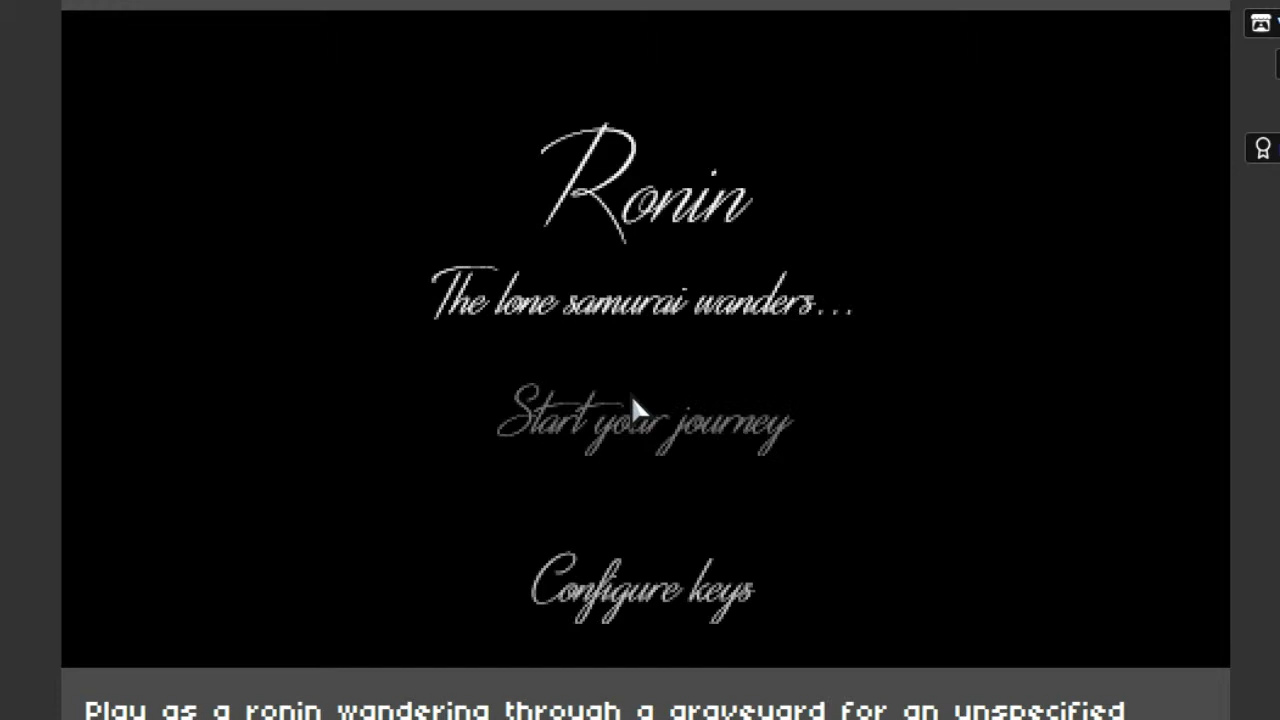 Ronin
The lone samurai wanders...
Start your journey
Configure keys
Play as a ronin wandering through a graveyard for an unspecified